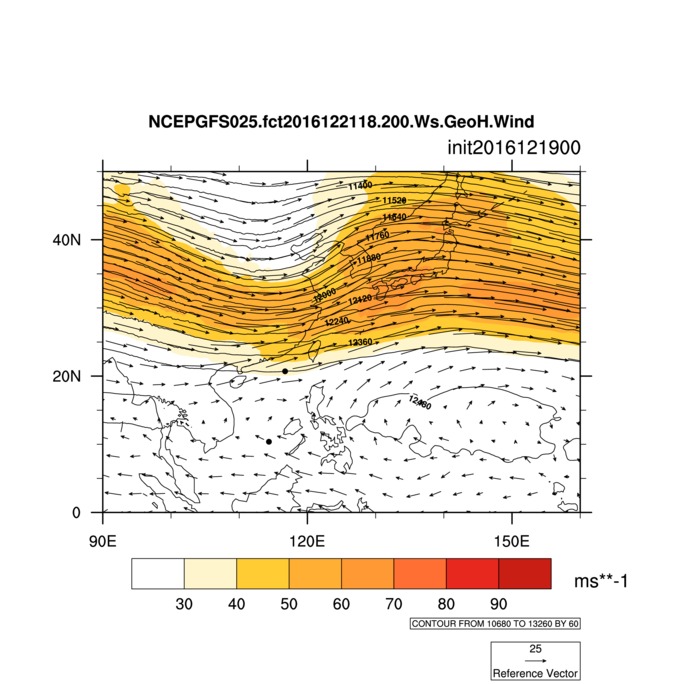 NCEPGFS025.fct2016122118.200.Ws.GeoH.Wind
init2016121900
11400
11520
11640
40N
11760
11880
12000
12120
12240
12360
20N
12480
0
90E 120E 150E
ms**-1
30 40 50 60 70 80 90
CONTOUR FROM 10680 TO 13260 BY 60
25
Reference Vector